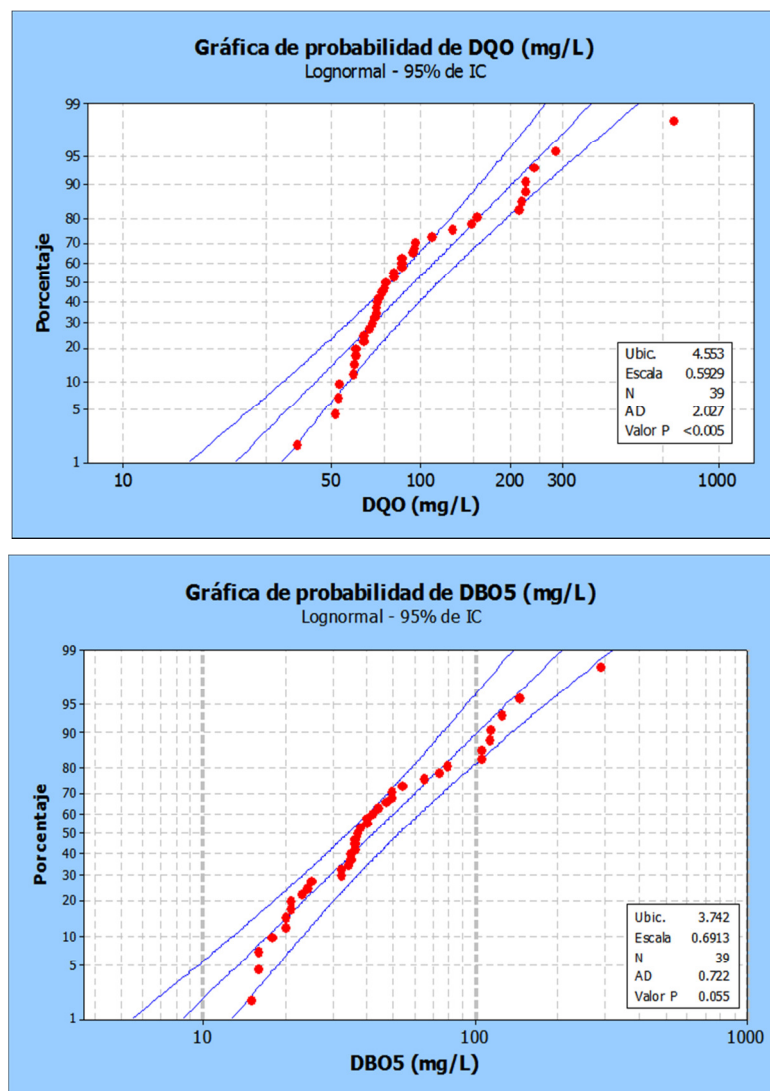 Gráfica de probabilidad de DQO (mg/L)
Lognormal - 95% de IC
Porcentaje
99
95
90
80
70
60
50
40
30
20
10
5
1
Ubic. 4.553
Escala 0.5929
N 39
AD 2.027
Valor P <0.005
10 50 100 200 300 1000
DQO (mg/L)
Gráfica de probabilidad de DBO5 (mg/L)
Lognormal - 95% de IC
Porcentaje
99
95
90
80
70
60
50
40
30
20
10
5
1
Ubic. 3.742
Escala 0.6913
N 39
AD 0.722
Valor P 0.055
10 100 1000
DBO5 (mg/L)